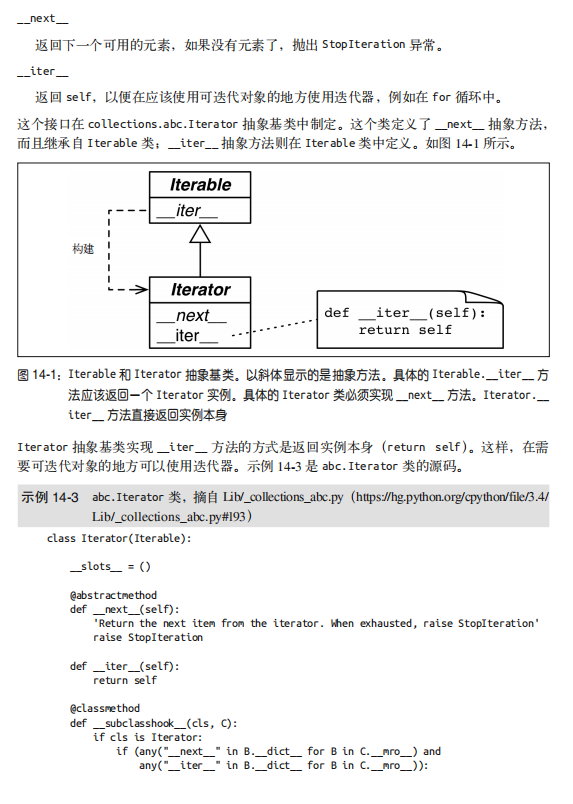 __next__
返回下一个可用的元素，如果没有元素了，抛出 StopIteration 异常。
__iter__
返回 self，以便在应该使用可迭代对象的地方使用迭代器，例如在 for 循环中。
这个接口在 collections.abc.Iterator 抽象基类中制定。这个类定义了 __next__ 抽象方法，
而且继承自 Iterable 类；__iter__ 抽象方法则在 Iterable 类中定义。如图 14-1 所示。
Iterable
__iter__
构建
Iterator
__next__
__iter__
def __iter__(self):
return self
图 14-1：Iterable 和 Iterator 抽象基类。以斜体显示的是抽象方法。具体的 Iterable.__iter__ 方
法应该返回一个 Iterator 实例。具体的 Iterator 类必须实现 __next__ 方法。Iterator.__
iter__ 方法直接返回实例本身
Iterator 抽象基类实现 __iter__ 方法的方式是返回实例本身（return self）。这样，在需
要可迭代对象的地方可以使用迭代器。示例 14-3 是 abc.Iterator 类的源码。
示例 14-3 abc.Iterator 类，摘自 Lib/_collections_abc.py（https://hg.python.org/cpython/file/3.4/
Lib/_collections_abc.py#l93）
class Iterator(Iterable):
__slots__ = ()
@abstractmethod
def __next__(self):
'Return the next item from the iterator. When exhausted, raise StopIteration'
raise StopIteration
def __iter__(self):
return self
@classmethod
def __subclasshook__(cls, C):
if cls is Iterator:
if (any("__next__" in B.__dict__ for B in C.__mro__) and
any("__iter__" in B.__dict__ for B in C.__mro__)):